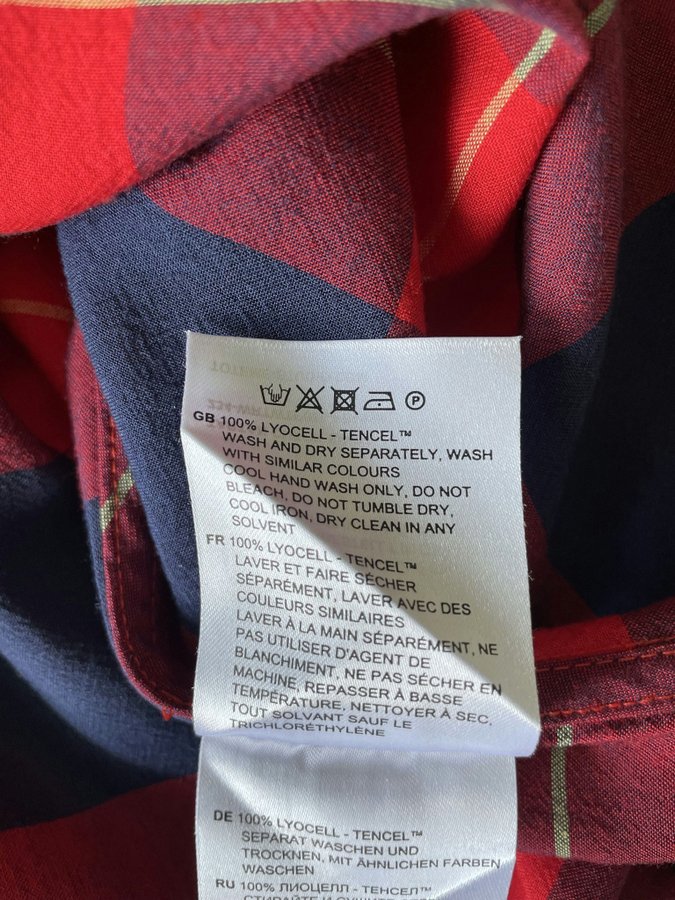 GB 100% LYOCELL - TENCEL™
WASH AND DRY SEPARATELY, WASH
WITH SIMILAR COLOURS
COOL HAND WASH ONLY, DO NOT
BLEACH, DO NOT TUMBLE DRY,
COOL IRON, DRY CLEAN IN ANY
SOLVENT
FR 100% LYOCELL - TENCEL™
LAVER ET FAIRE SÉCHER
SÉPARÉMENT, LAVER AVEC DES
COULEURS SIMILAIRES
LAVER À LA MAIN SÉPARÉMENT, NE
PAS UTILISER D'AGENT DE
BLANCHIMENT, NE PAS SÉCHER EN
MACHINE, REPASSER À BASSE
TEMPÉRATURE, NETTOYER À SEC,
TOUT SOLVANT SAUF LE
TRICHLORÉTHYLÈNE
DE 100% LYOCELL - TENCEL™
SEPARAT WASCHEN UND
TROCKNEN, MIT ÄHNLICHEN FARBEN
WASCHEN
RU 100% ЛИОЦЕЛЛ - ТЕНСЕЛ™